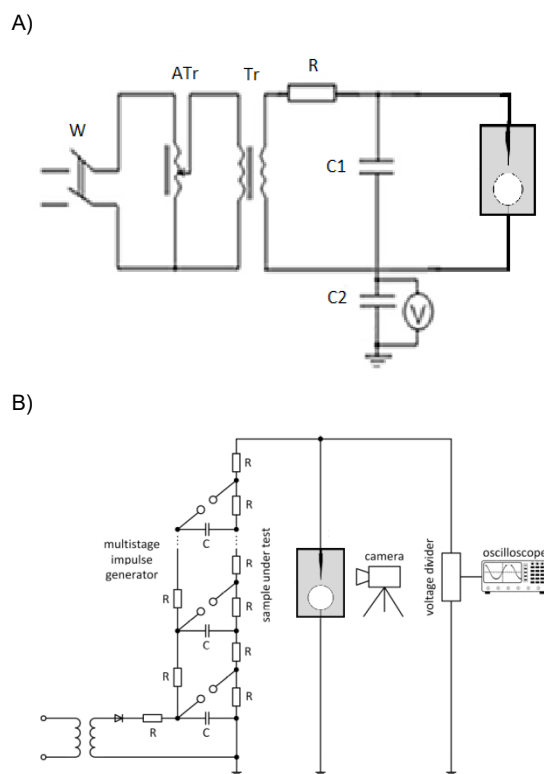 A)
ATr
Tr
R
W
C1
C2
V
B)
R
R
C
multistage
impulse
generator
sample under test
R
camera
voltage divider
oscilloscope
R
R
C
R
R
R
R
C